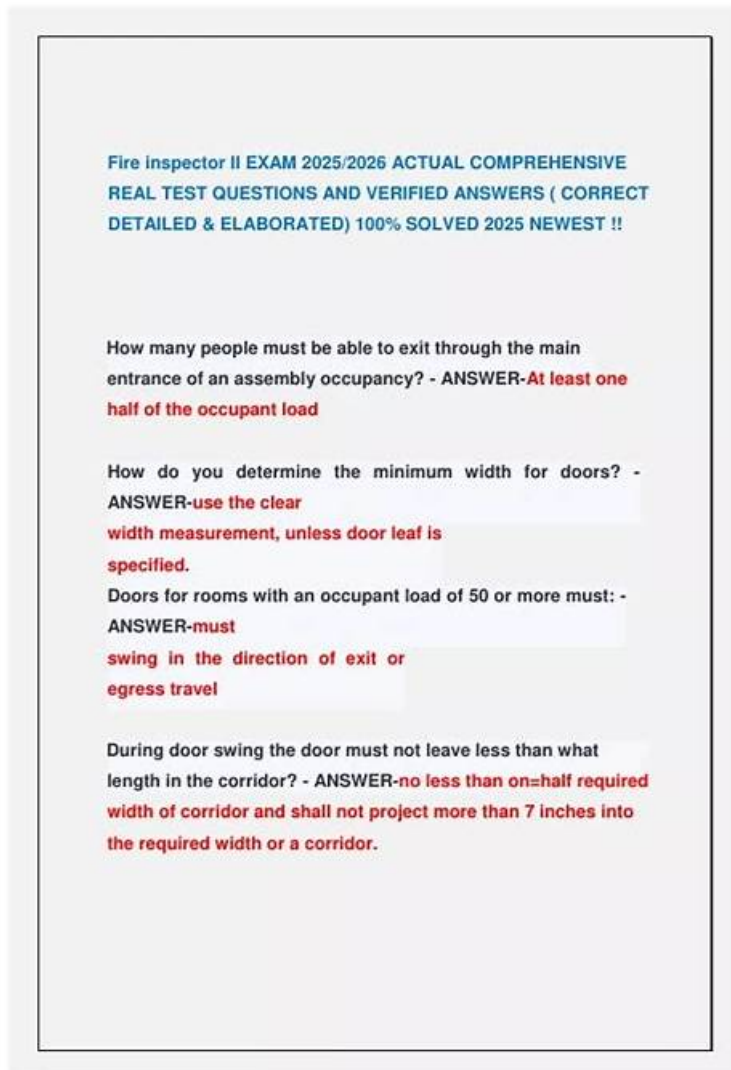 Fire inspector II EXAM 2025/2026 ACTUAL COMPREHENSIVE
REAL TEST QUESTIONS AND VERIFIED ANSWERS ( CORRECT
DETAILED & ELABORATED) 100% SOLVED 2025 NEWEST !!
How many people must be able to exit through the main
entrance of an assembly occupancy? - ANSWER-At least one
half of the occupant load
How do you determine the minimum width for doors? -
ANSWER-use the clear
width measurement, unless door leaf is
specified.
Doors for rooms with an occupant load of 50 or more must: -
ANSWER-must
swing in the direction of exit or
egress travel
During door swing the door must not leave less than what
length in the corridor? - ANSWER-no less than on=half required
width of corridor and shall not project more than 7 inches into
the required width or a corridor.